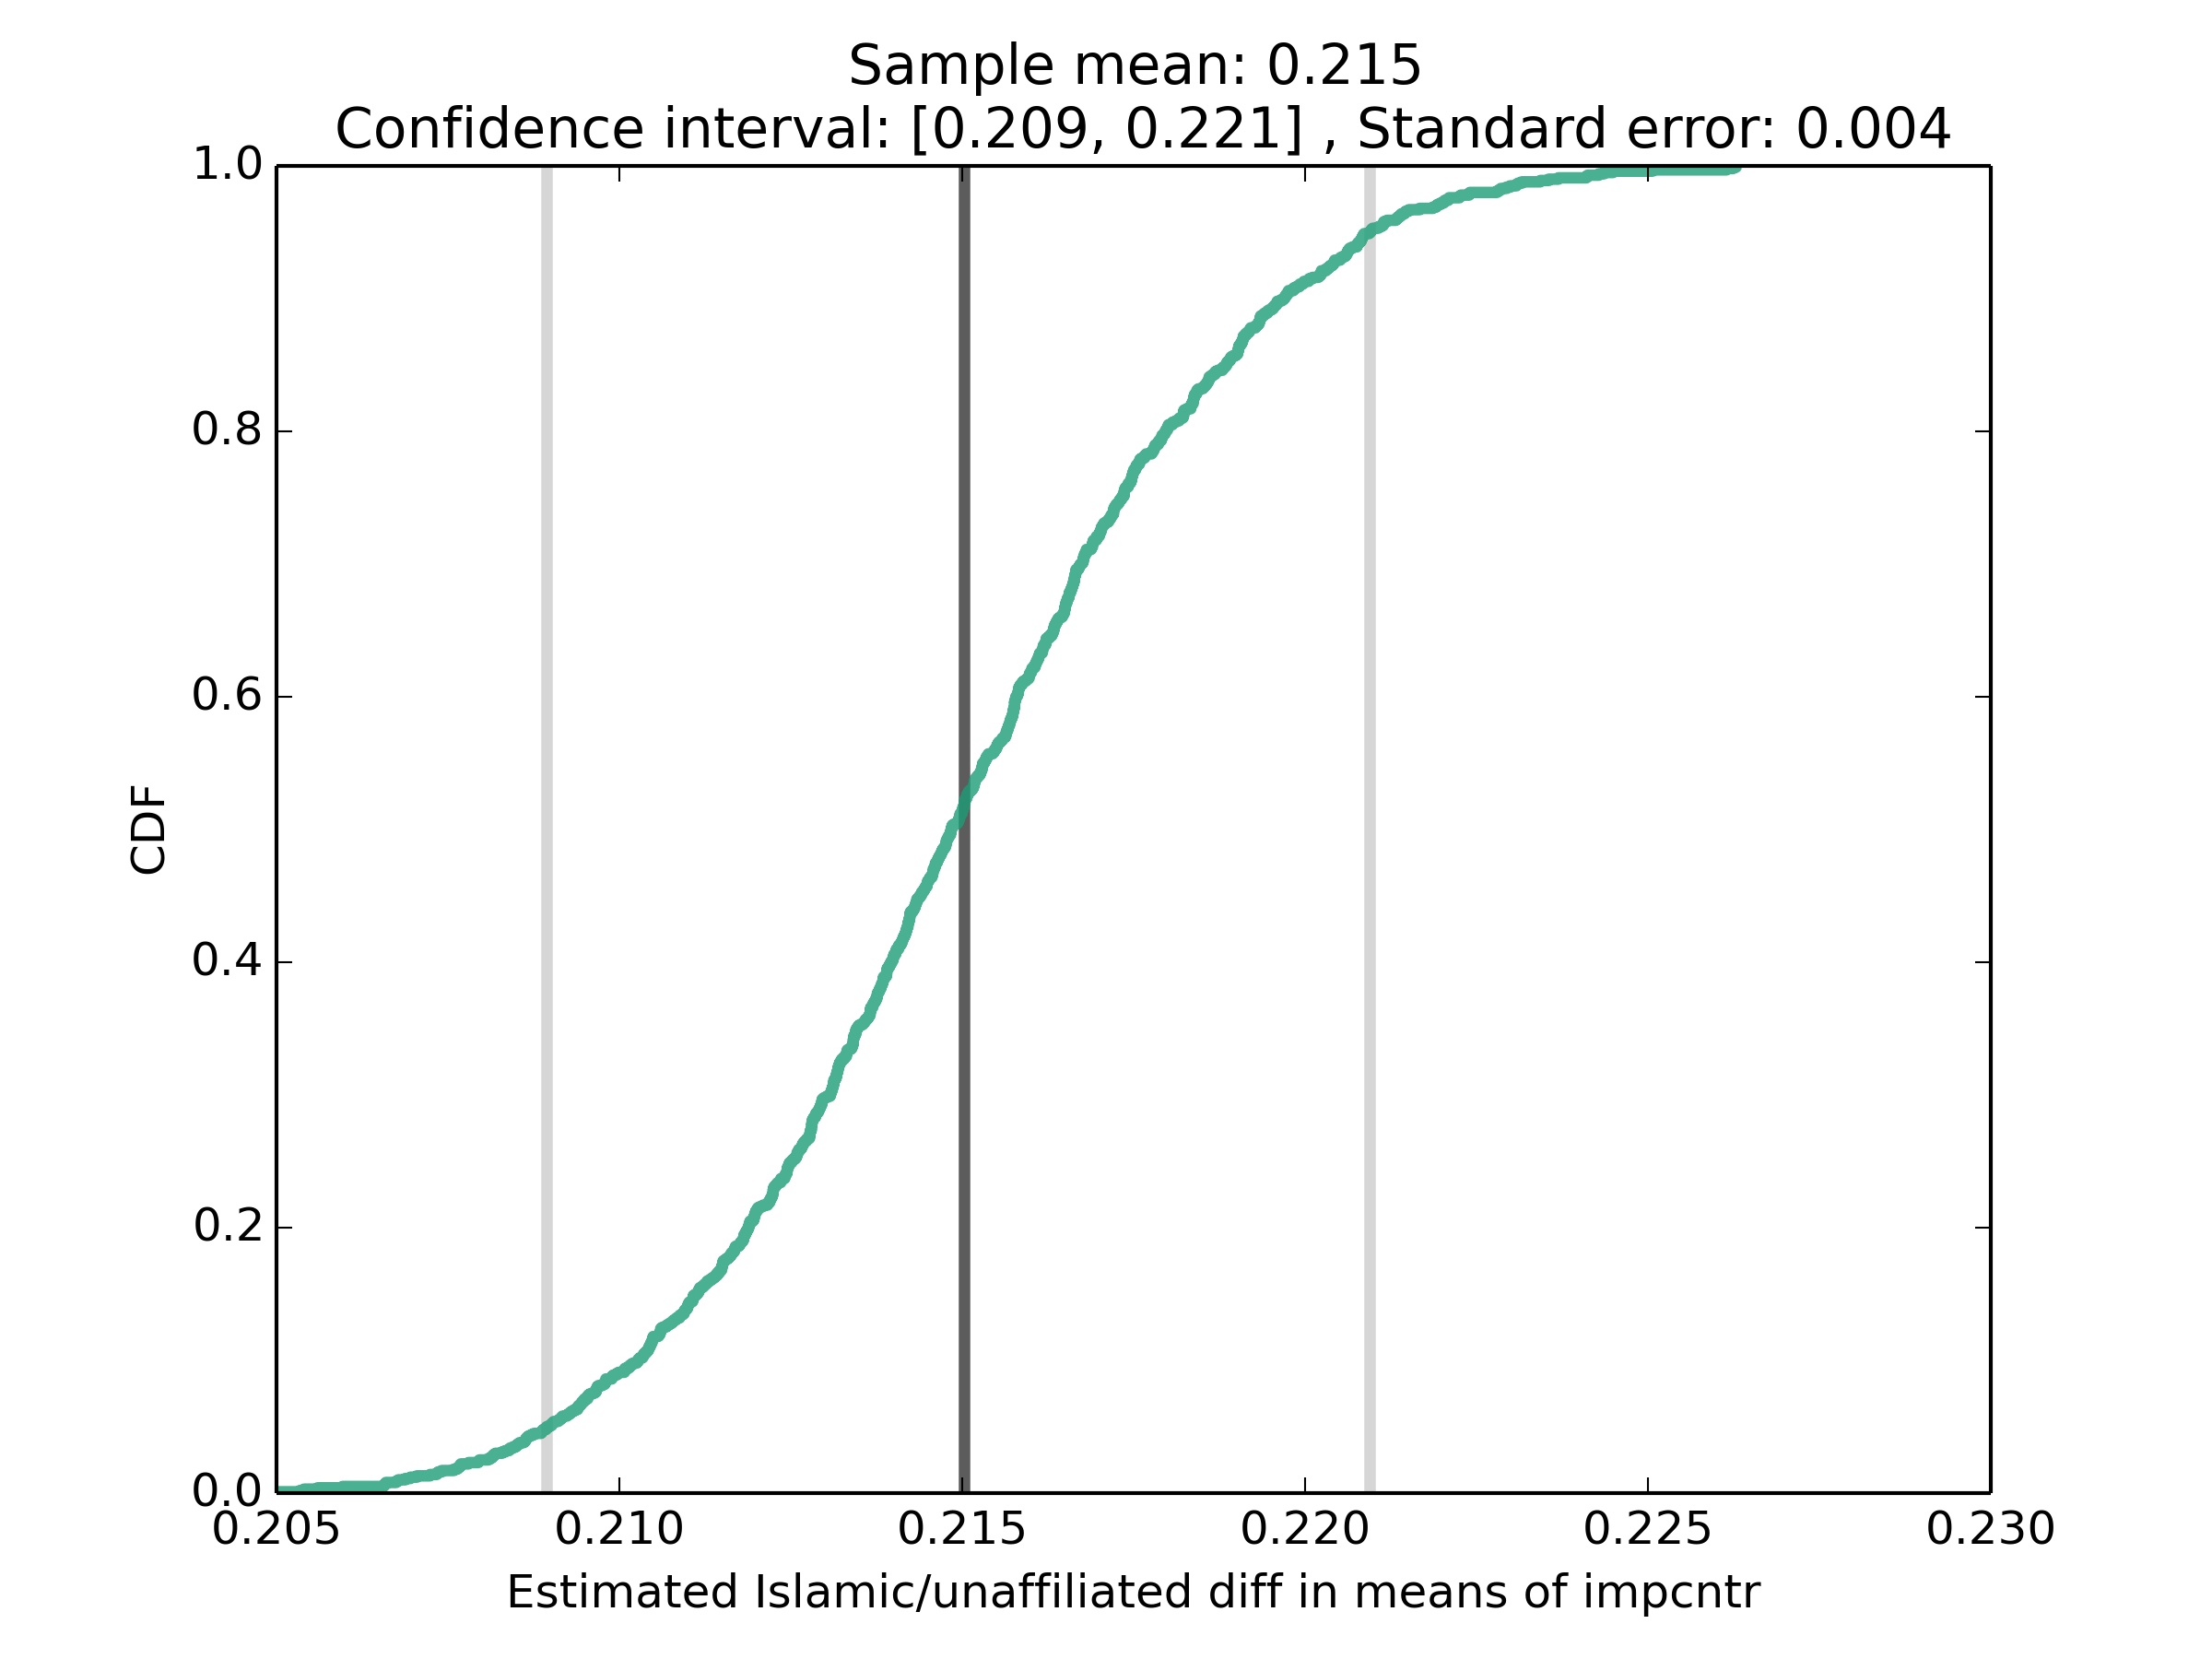 Sample mean: 0.215
Confidence interval: [0.209, 0.221] , Standard error: 0.004
1.0
0.8
0.6
0.4
0.2
0.0
CDF
0.205 0.210 0.215 0.220 0.225 0.230
Estimated Islamic/unaffiliated diff in means of impcntr